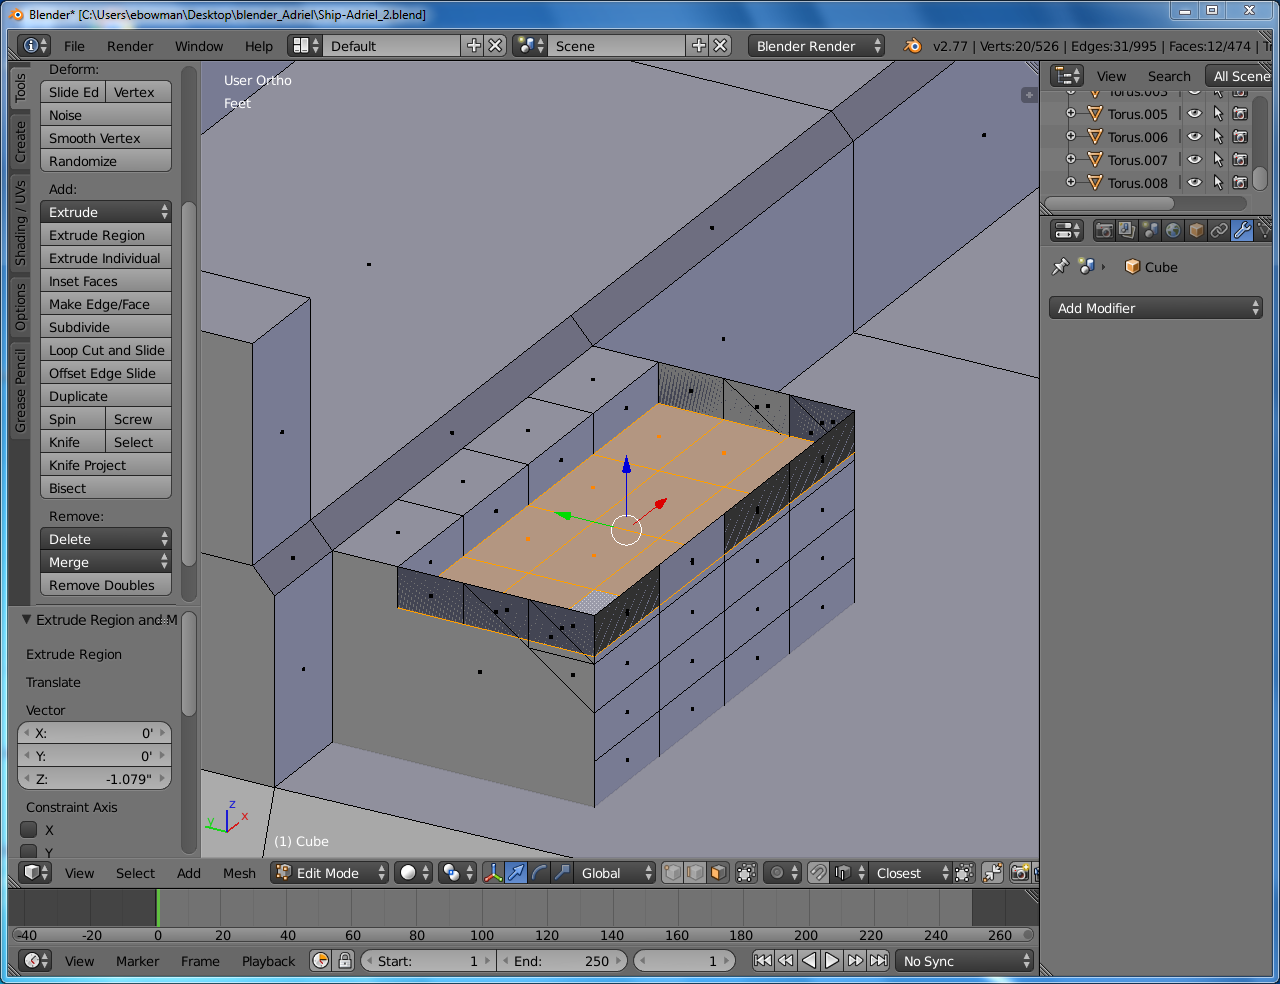 Blender* [C:\Users\ebowman\Desktop\blender_Adriel\Ship-Adriel_2.blend]
File Render Window Help Default Scene Blender Render v2.77 | Verts:20/526 | Edges:31/995 | Faces:12/474 |
Tools
Create
Shading / UVs
Options
Grease Pencil
Deform:
Slide Ed Vertex
Noise
Smooth Vertex
Randomize
Add:
Extrude
Extrude Region
Extrude Individual
Inset Faces
Make Edge/Face
Subdivide
Loop Cut and Slide
Offset Edge Slide
Duplicate
Spin Screw
Knife Select
Knife Project
Bisect
Remove:
Delete
Merge
Remove Doubles
Extrude Region and M
Extrude Region
Translate
Vector
X: 0'
Y: 0'
Z: -1.079"
Constraint Axis
X
Y
User Ortho
Feet
z
y x
(1) Cube
View Search All Scene
Torus.003
Torus.005
Torus.006
Torus.007
Torus.008
Cube
Add Modifier
View Select Add Mesh Edit Mode Global Closest
-40 -20 0 20 40 60 80 100 120 140 160 180 200 220 240 260
View Marker Frame Playback Start: 1 End: 250 1 No Sync